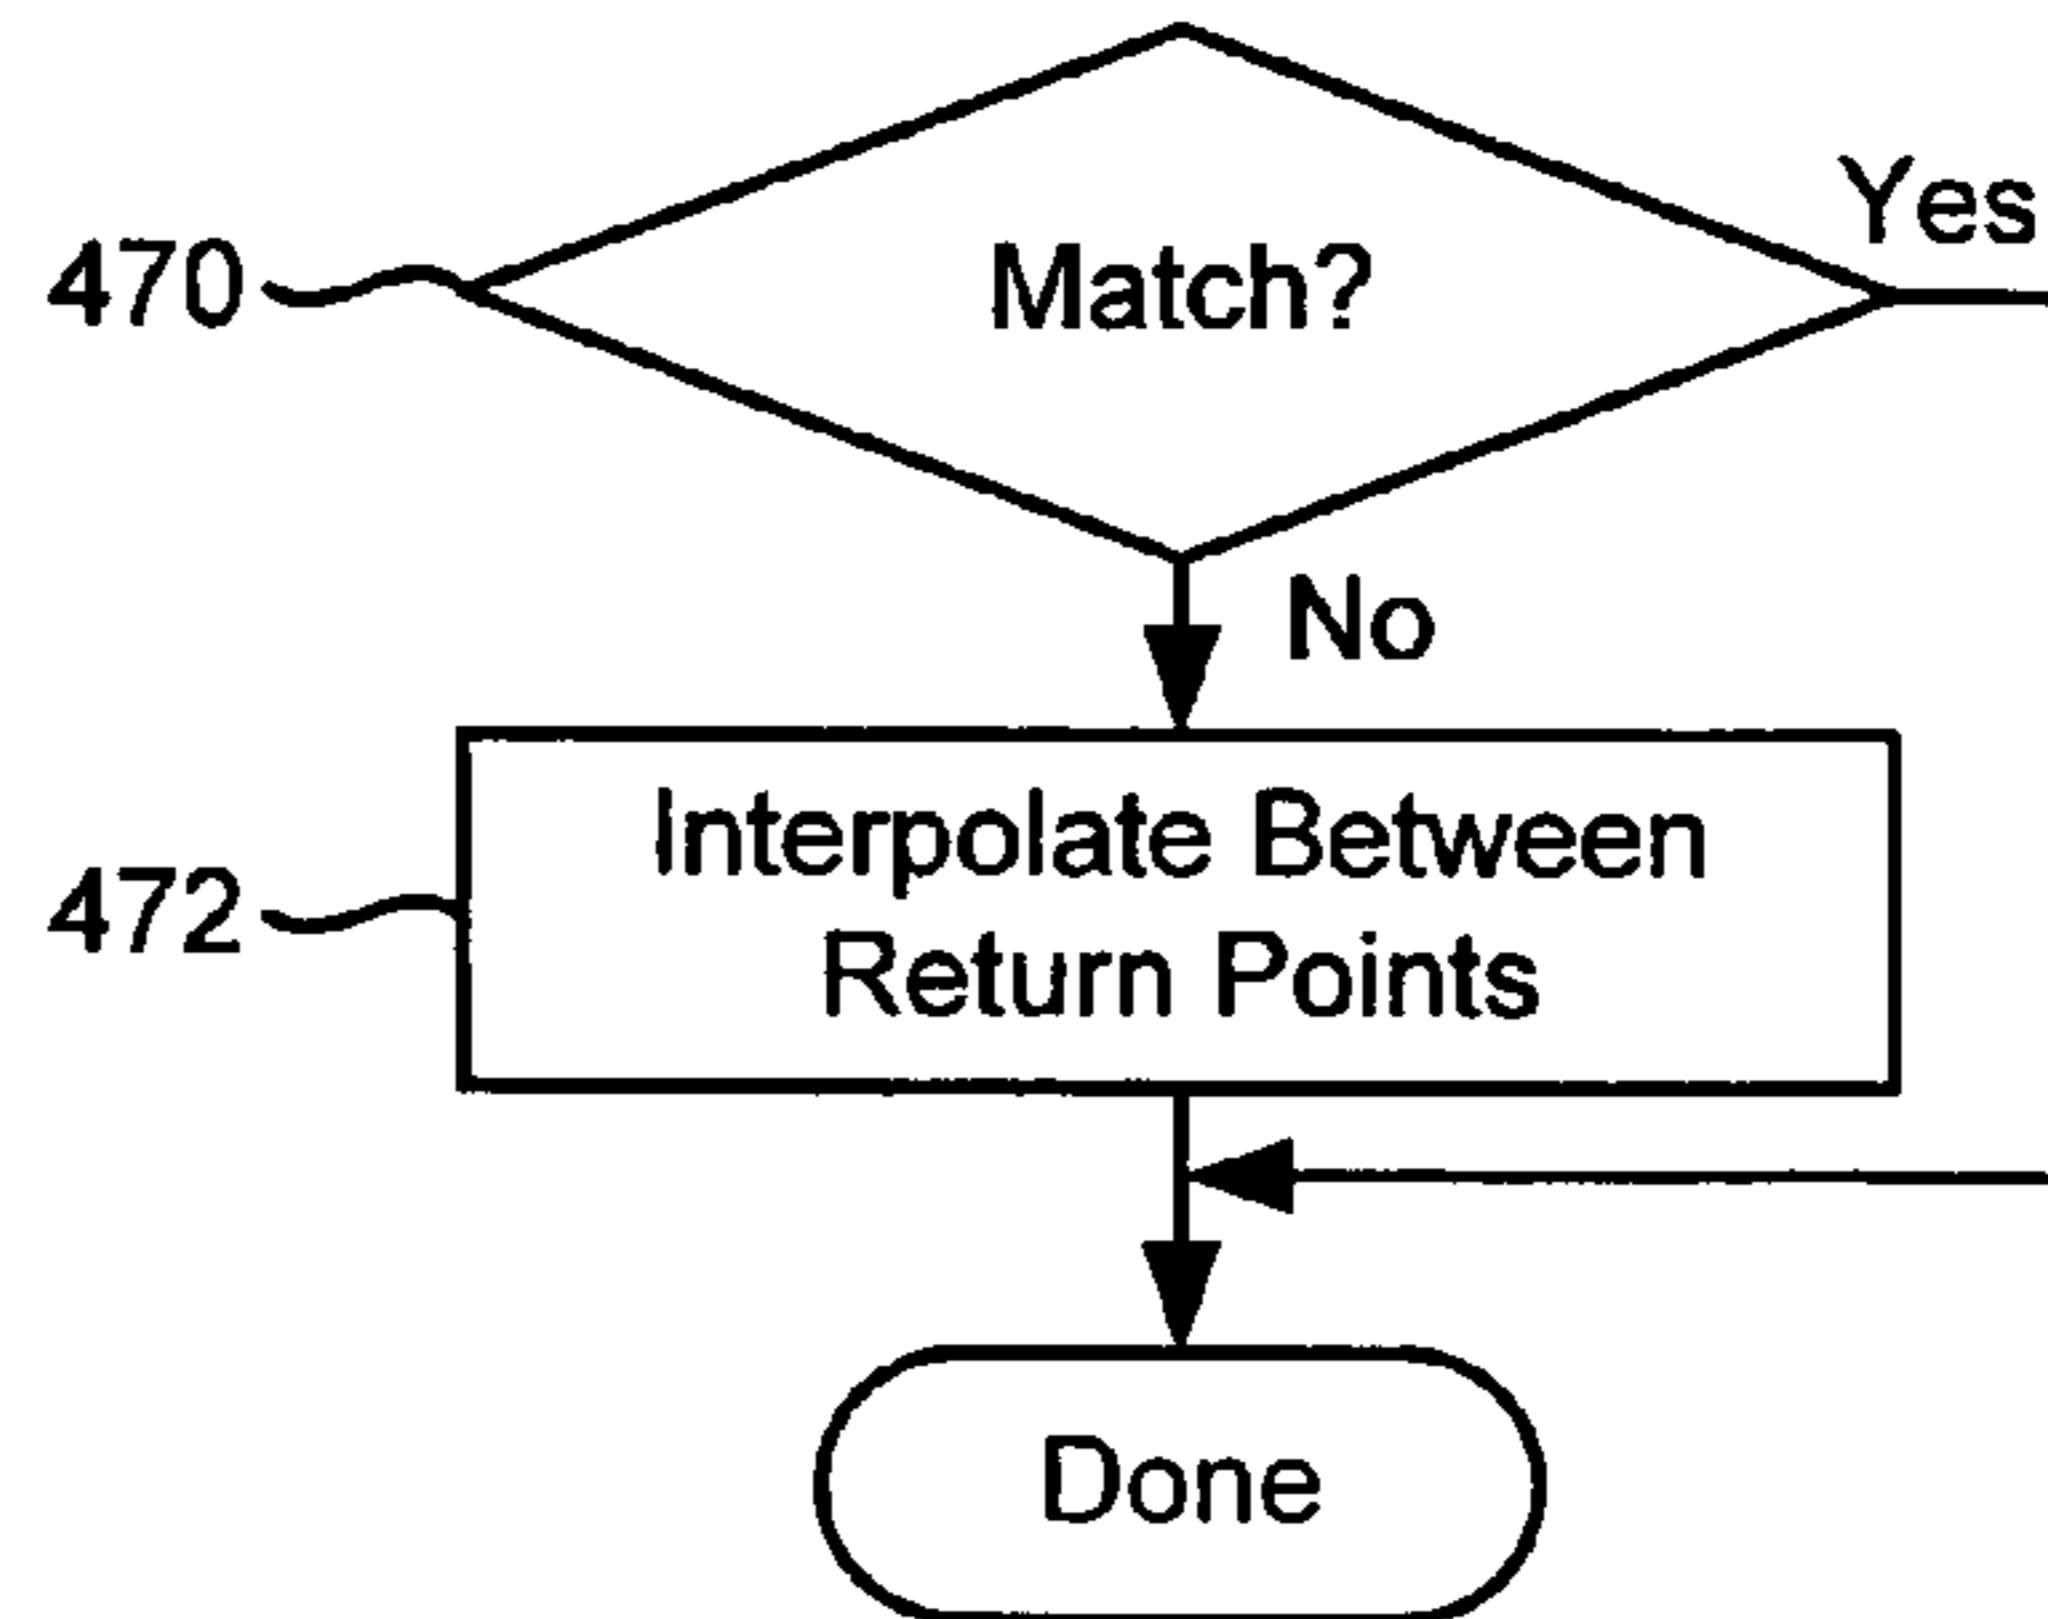 Yes
470
Match?
No
Interpolate Between
472
Return Points
Done